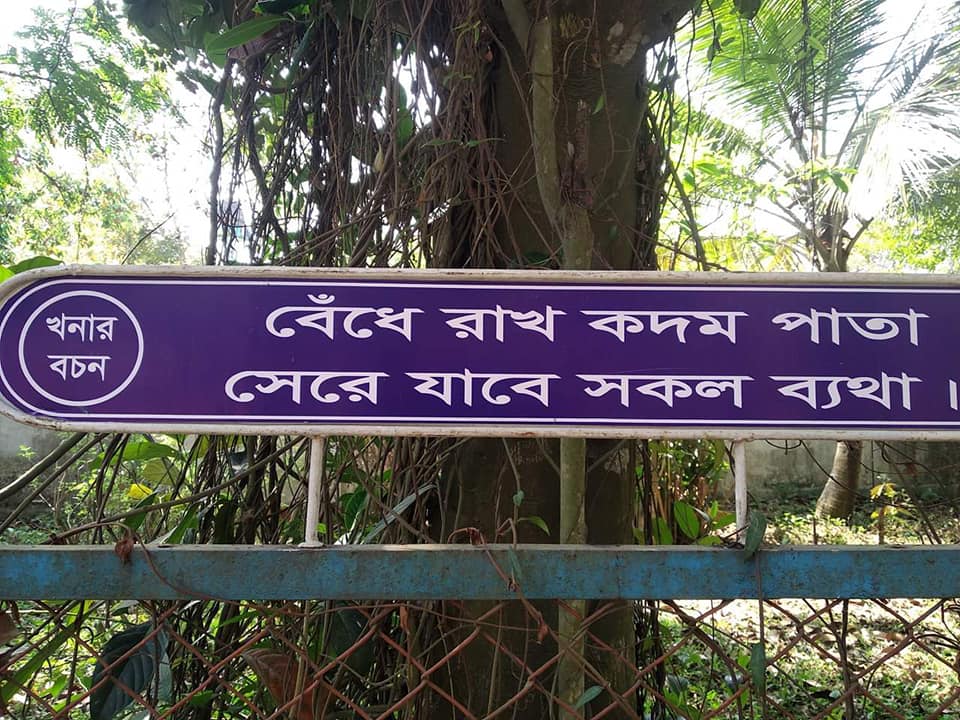 খনার
বচন
বেঁধে রাখ কদম পাতা
সেরে যাবে সকল ব্যথা।